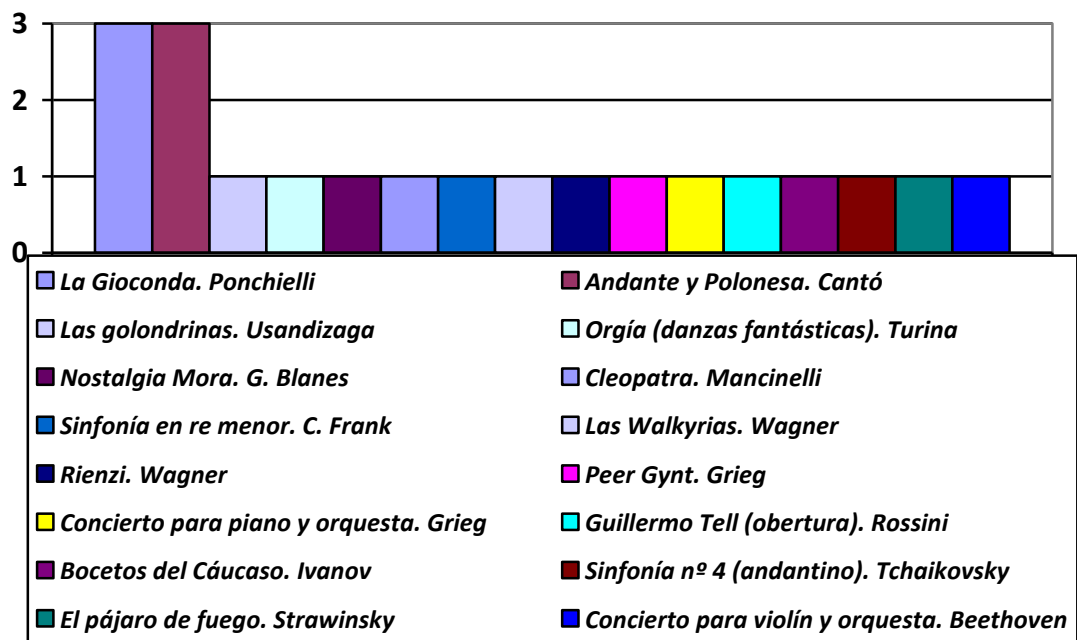 3
2
1
0
La Gioconda. Ponchielli
Andante y Polonesa. Cantó
Las golondrinas. Usandizaga
Orgía (danzas fantásticas). Turina
Nostalgia Mora. G. Blanes
Cleopatra. Mancinelli
Sinfonía en re menor. C. Frank
Las Walkyrias. Wagner
Rienzi. Wagner
Peer Gynt. Grieg
Concierto para piano y orquesta. Grieg
Guillermo Tell (obertura). Rossini
Bocetos del Cáucaso. Ivanov
Sinfonía nº 4 (andantino). Tchaikovsky
El pájaro de fuego. Strawinsky
Concierto para violín y orquesta. Beethoven